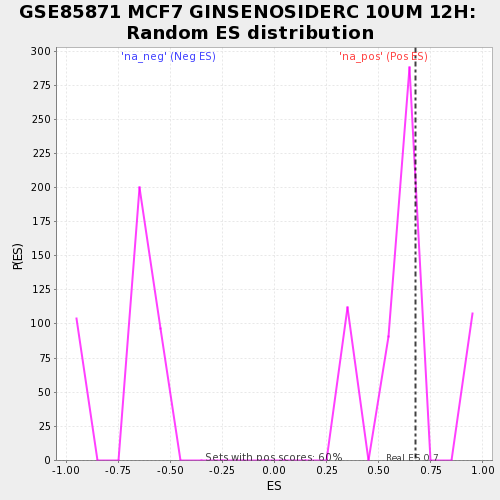 GSE85871 MCF7 GINSENOSIDERC 10UM 12H:
Random ES distribution
'na_neg' (Neg ES)
'na_pos' (Pos ES)
300
275
250
225
200
175
150
125
100
75
50
25
0
P(ES)
Sets with pos scores: 60%
Real ES 0.7
-1.00 -0.75 -0.50 -0.25 0.00 0.25 0.50 0.75 1.00
ES